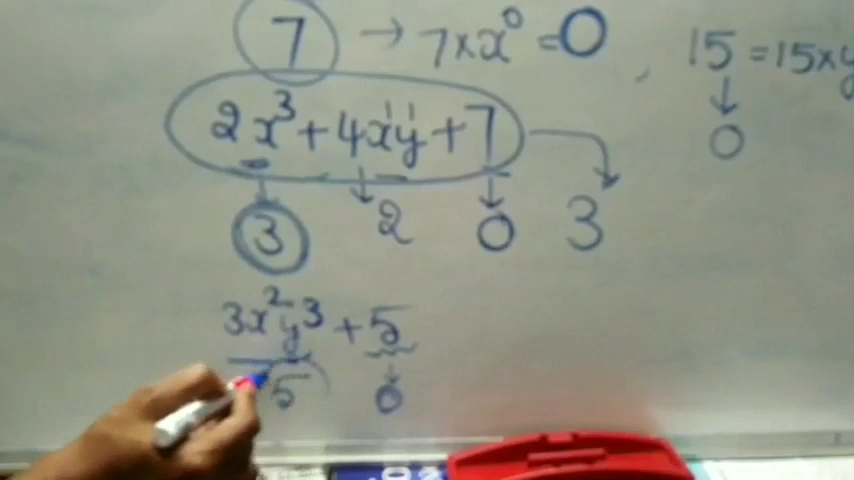 7 → 7×x⁰ = 0 , 15 = 15×y
↓
0
2x³ + 4x¹y¹ + 7 → 3
3 2 0
3x²y³ + 5
5 0